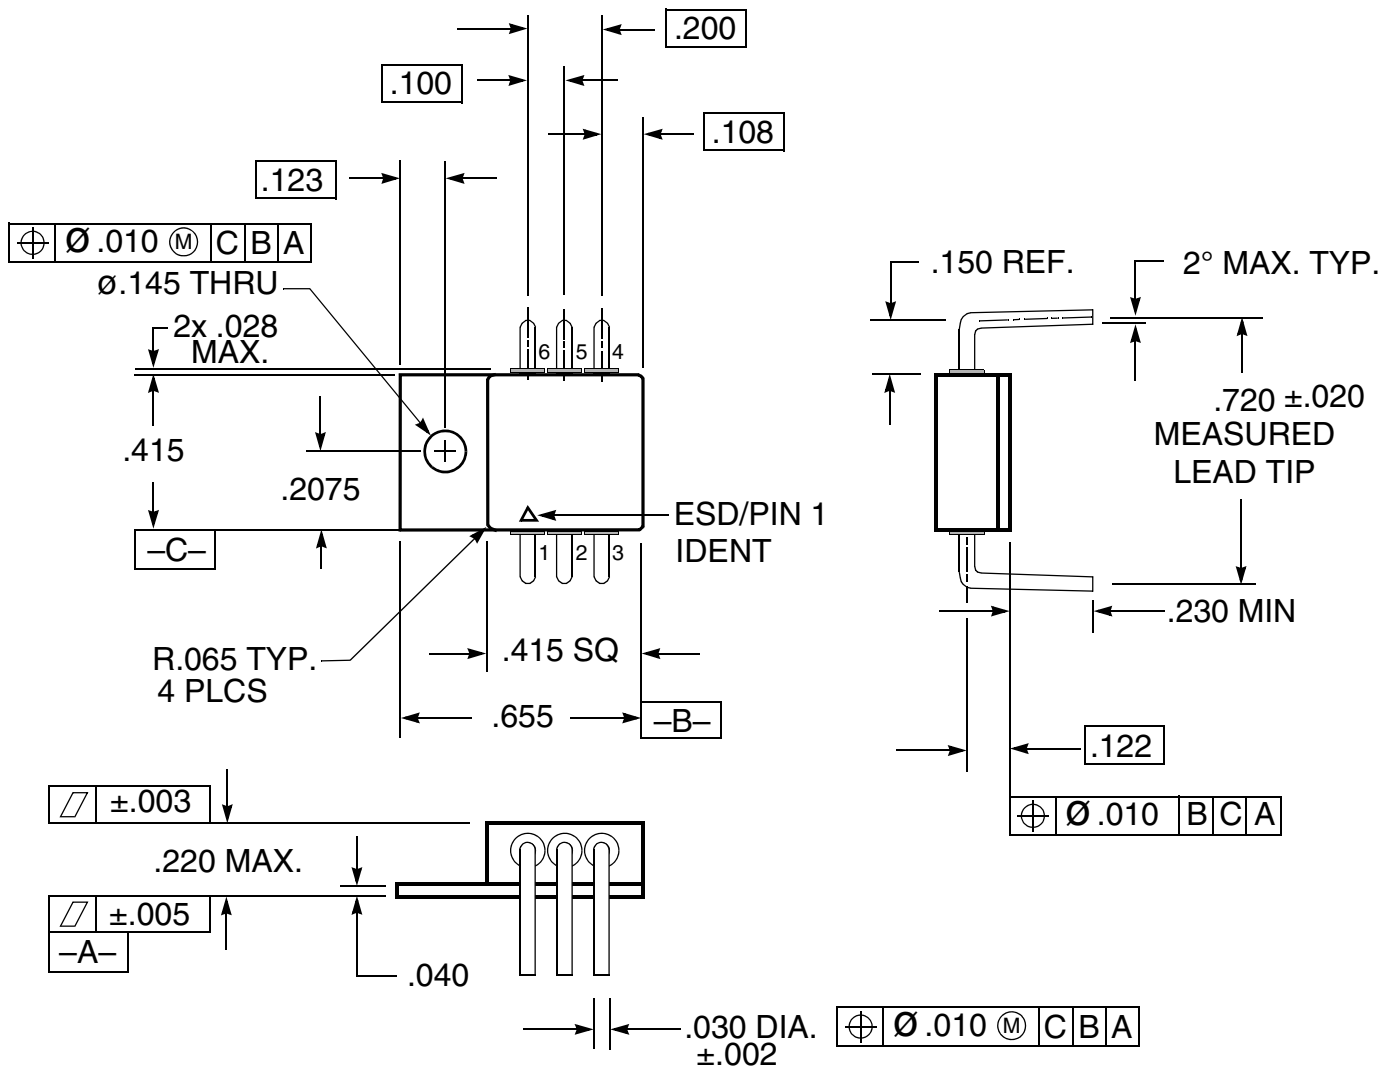 .200
.100
.108
.123
⌖ Ø .010 Ⓜ C B A
ø.145 THRU
2x .028
MAX.
6 5 4
.415
.2075
–C–
ESD/PIN 1
IDENT
1 2 3
R.065 TYP.
4 PLCS
.415 SQ
.655
–B–
.150 REF.
2° MAX. TYP.
.720 ±.020
MEASURED
LEAD TIP
.230 MIN
.122
⌖ Ø .010 B C A
⏥ ±.003
.220 MAX.
⏥ ±.005
–A–
.040
.030 DIA.
±.002
⌖ Ø .010 Ⓜ C B A